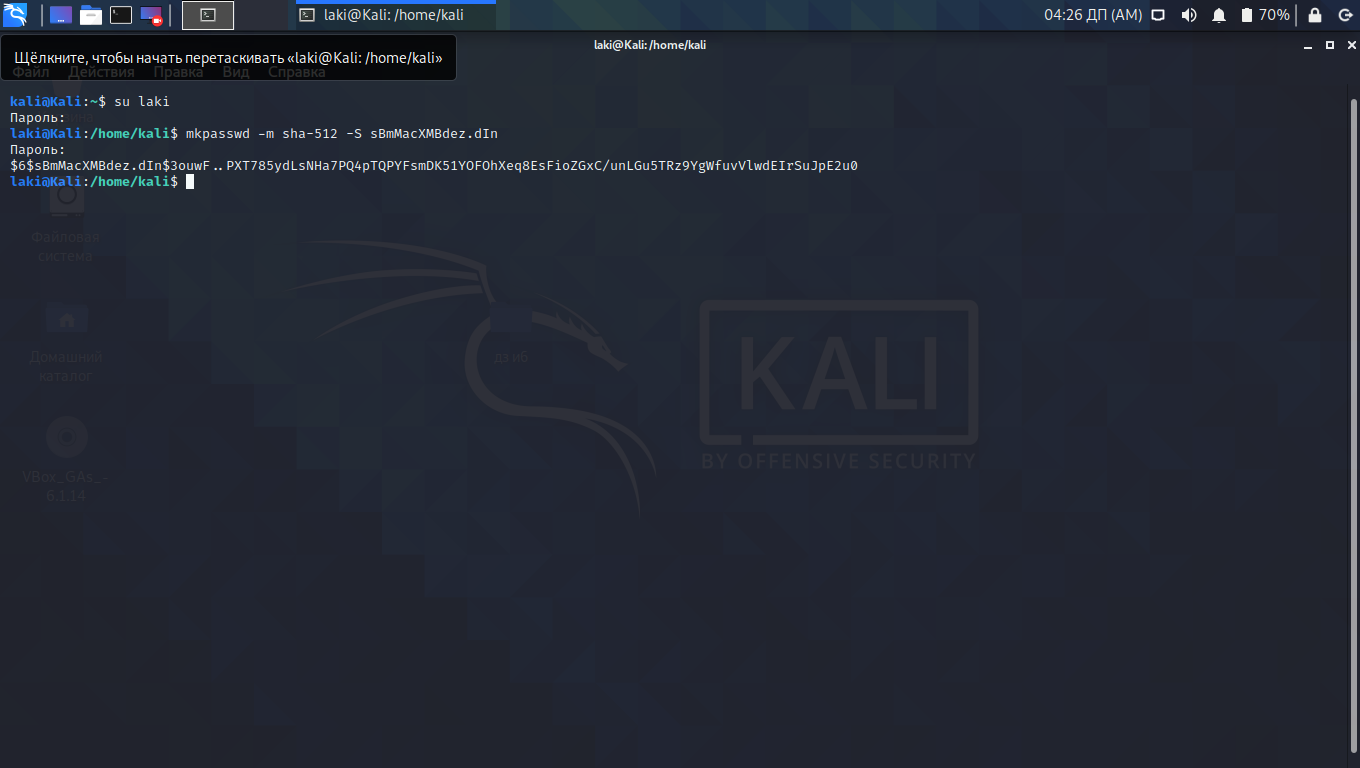 laki@Kali: /home/kali
04:26 ДП (AM)
70%
laki@Kali: /home/kali
Щёлкните, чтобы начать перетаскивать «laki@Kali: /home/kali»
Файл Действия Правка Вид Справка
kali@Kali:~$ su laki
Пароль:
laki@Kali:/home/kali$ mkpasswd -m sha-512 -S sBmMacXMBdez.dIn
Пароль:
$6$sBmMacXMBdez.dIn$3ouwF..PXT785ydLsNHa7PQ4pTQPYFsmDK51YOFOhXeq8EsFioZGxC/unLGu5TRz9YgWfuvVlwdEIrSuJpE2u0
laki@Kali:/home/kali$
Файловая
система
Домашний
каталог
дз иб
VBox_GAs_-
6.1.14
KALI
BY OFFENSIVE SECURITY